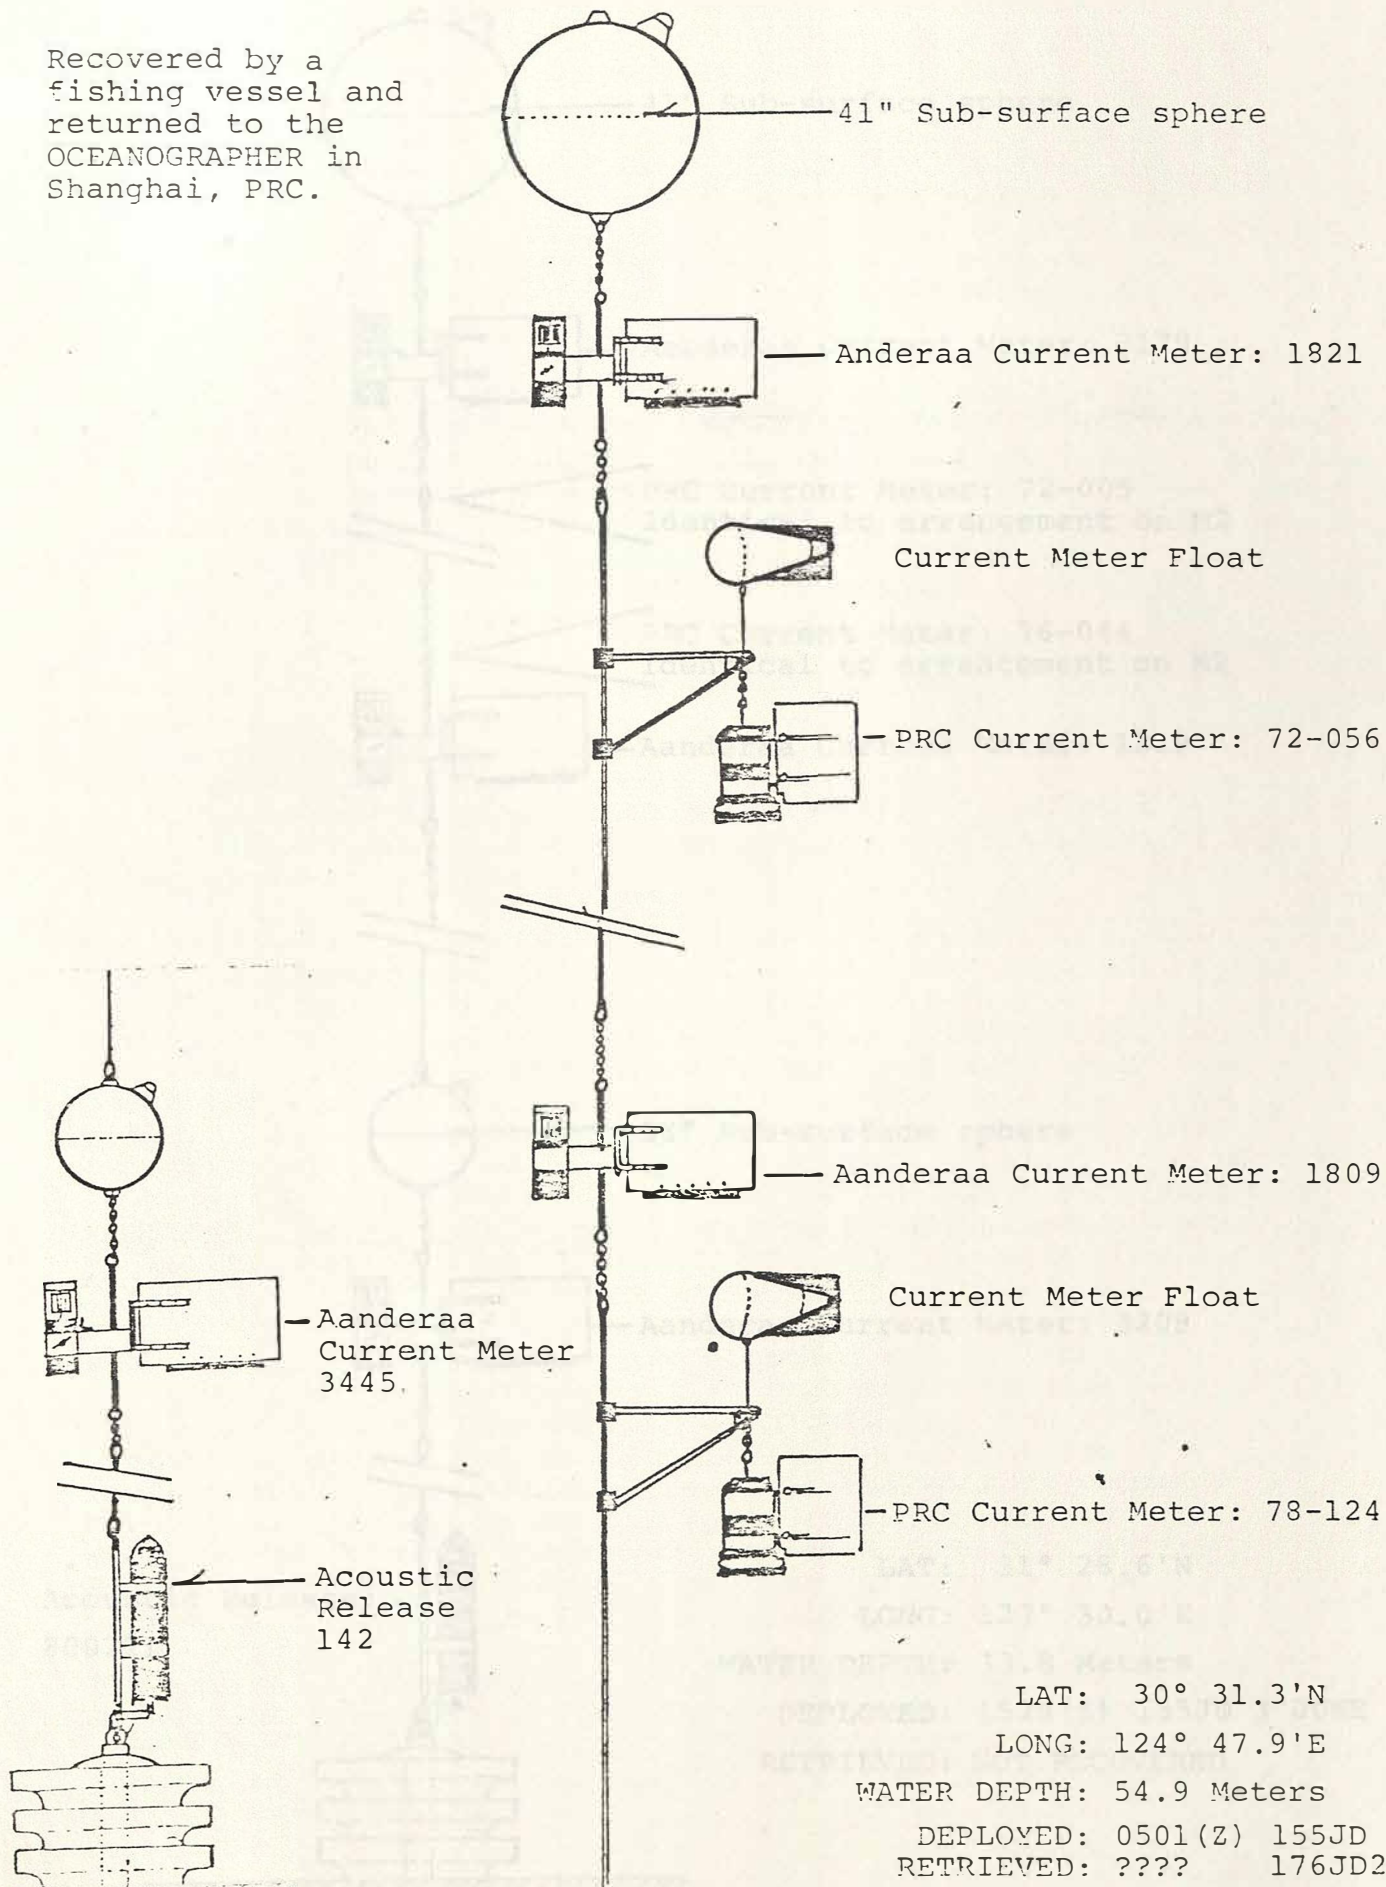 Recovered by a
fishing vessel and
returned to the
OCEANOGRAPHER in
Shanghai, PRC.
41" Sub-surface sphere
Anderaa Current Meter: 1821
Current Meter Float
PRC Current Meter: 72-056
Aanderaa Current Meter: 1809
Current Meter Float
Aanderaa
Current Meter
3445
PRC Current Meter: 78-124
Acoustic
Release
142
LAT: 30° 31.3'N
LONG: 124° 47.9'E
WATER DEPTH: 54.9 Meters
DEPLOYED: 0501(Z) 155JD
RETRIEVED: ???? 176JD2